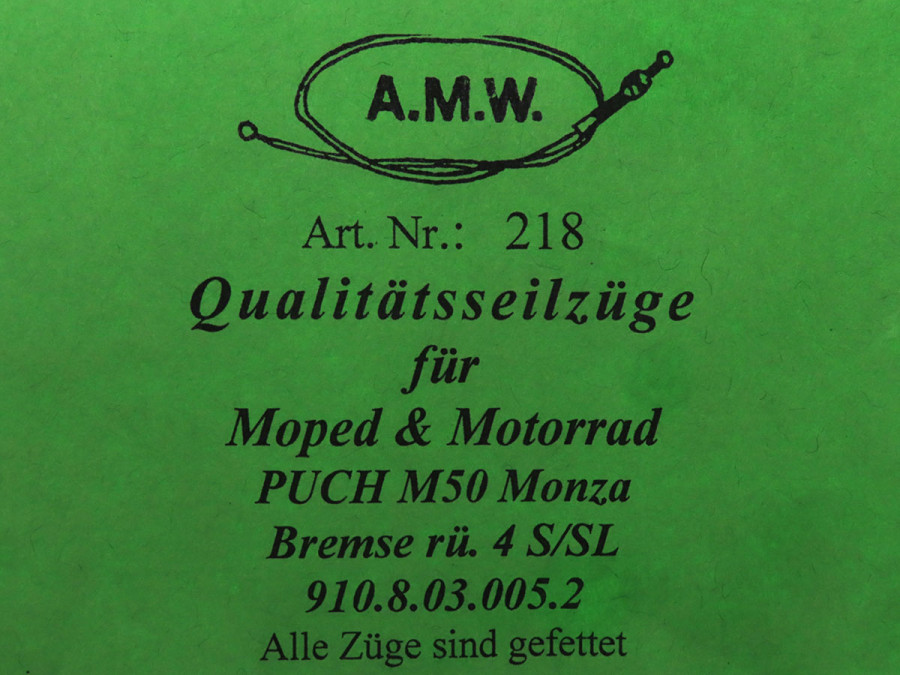 A.M.W.
Art. Nr.: 218
Qualitätsseilzüge
für
Moped & Motorrad
PUCH M50 Monza
Bremse rü. 4 S/SL
910.8.03.005.2
Alle Züge sind gefettet